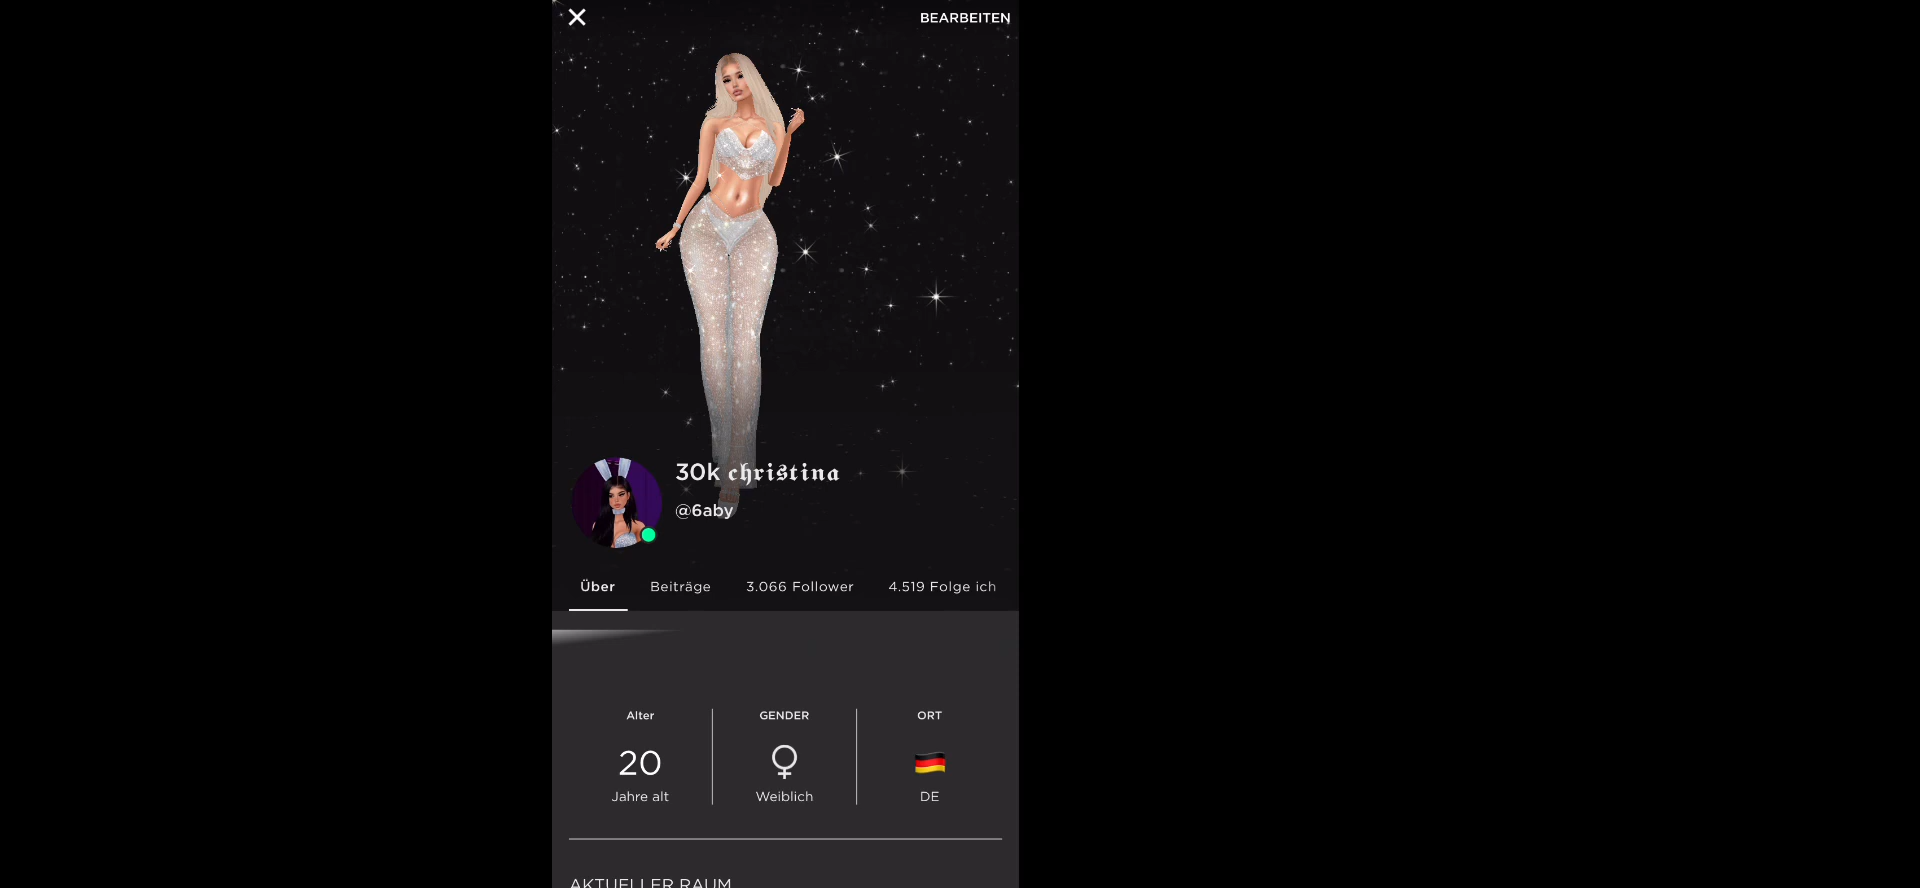 BEARBEITEN
30k 𝖈𝖍𝖗𝖎𝖘𝖙𝖎𝖓𝖆
@6aby
Über Beiträge 3.066 Follower 4.519 Folge ich
Alter GENDER ORT
20
Jahre alt Weiblich DE
AKTUELLER RAUM